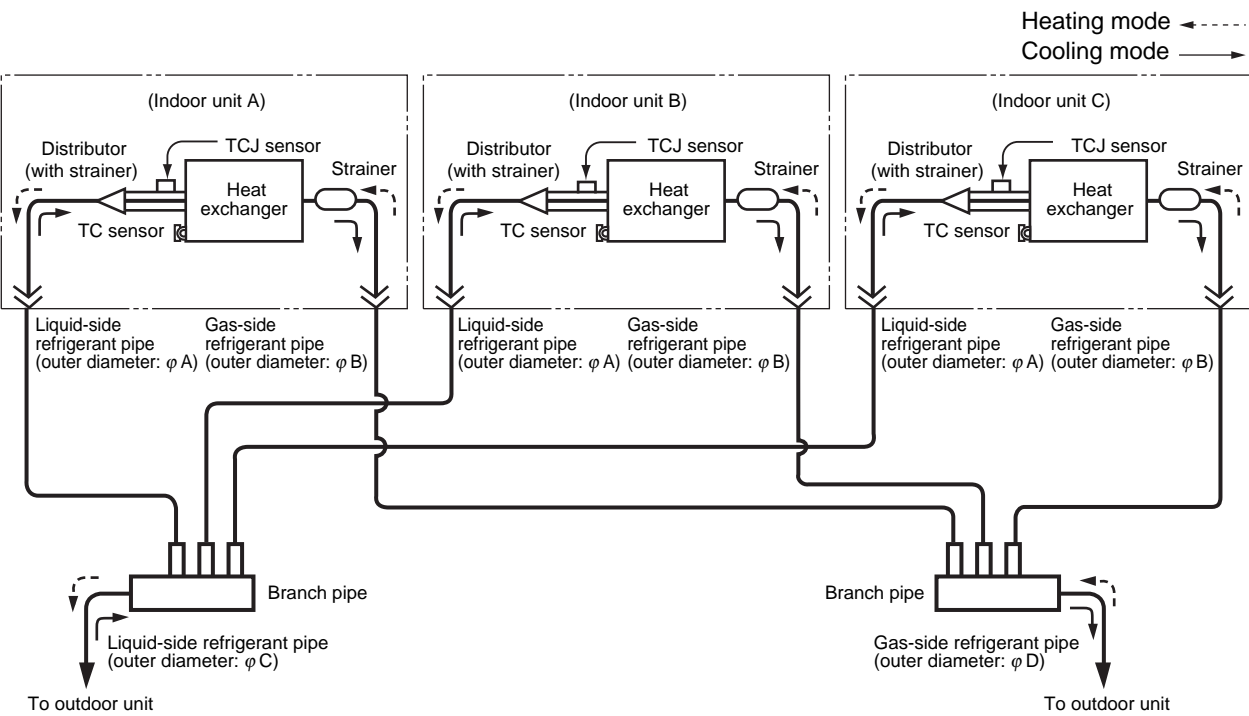 Heating mode
Cooling mode
(Indoor unit A)
Distributor
(with strainer)
TCJ sensor
Strainer
Heat
exchanger
TC sensor
Liquid-side
refrigerant pipe
(outer diameter: φ A)
Gas-side
refrigerant pipe
(outer diameter: φ B)
(Indoor unit B)
Distributor
(with strainer)
TCJ sensor
Strainer
Heat
exchanger
TC sensor
Liquid-side
refrigerant pipe
(outer diameter: φ A)
Gas-side
refrigerant pipe
(outer diameter: φ B)
(Indoor unit C)
Distributor
(with strainer)
TCJ sensor
Strainer
Heat
exchanger
TC sensor
Liquid-side
refrigerant pipe
(outer diameter: φ A)
Gas-side
refrigerant pipe
(outer diameter: φ B)
Branch pipe
Liquid-side refrigerant pipe
(outer diameter: φ C)
To outdoor unit
Branch pipe
Gas-side refrigerant pipe
(outer diameter: φ D)
To outdoor unit